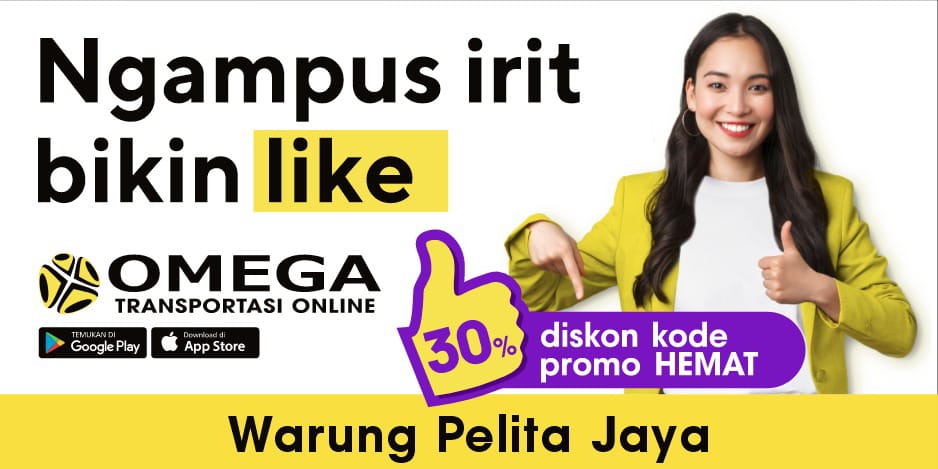 Ngampus irit
bikin like
OMEGA
TRANSPORTASI ONLINE
TEMUKAN DI
Google Play
Download di
App Store
30%
diskon kode
promo HEMAT
Warung Pelita Jaya